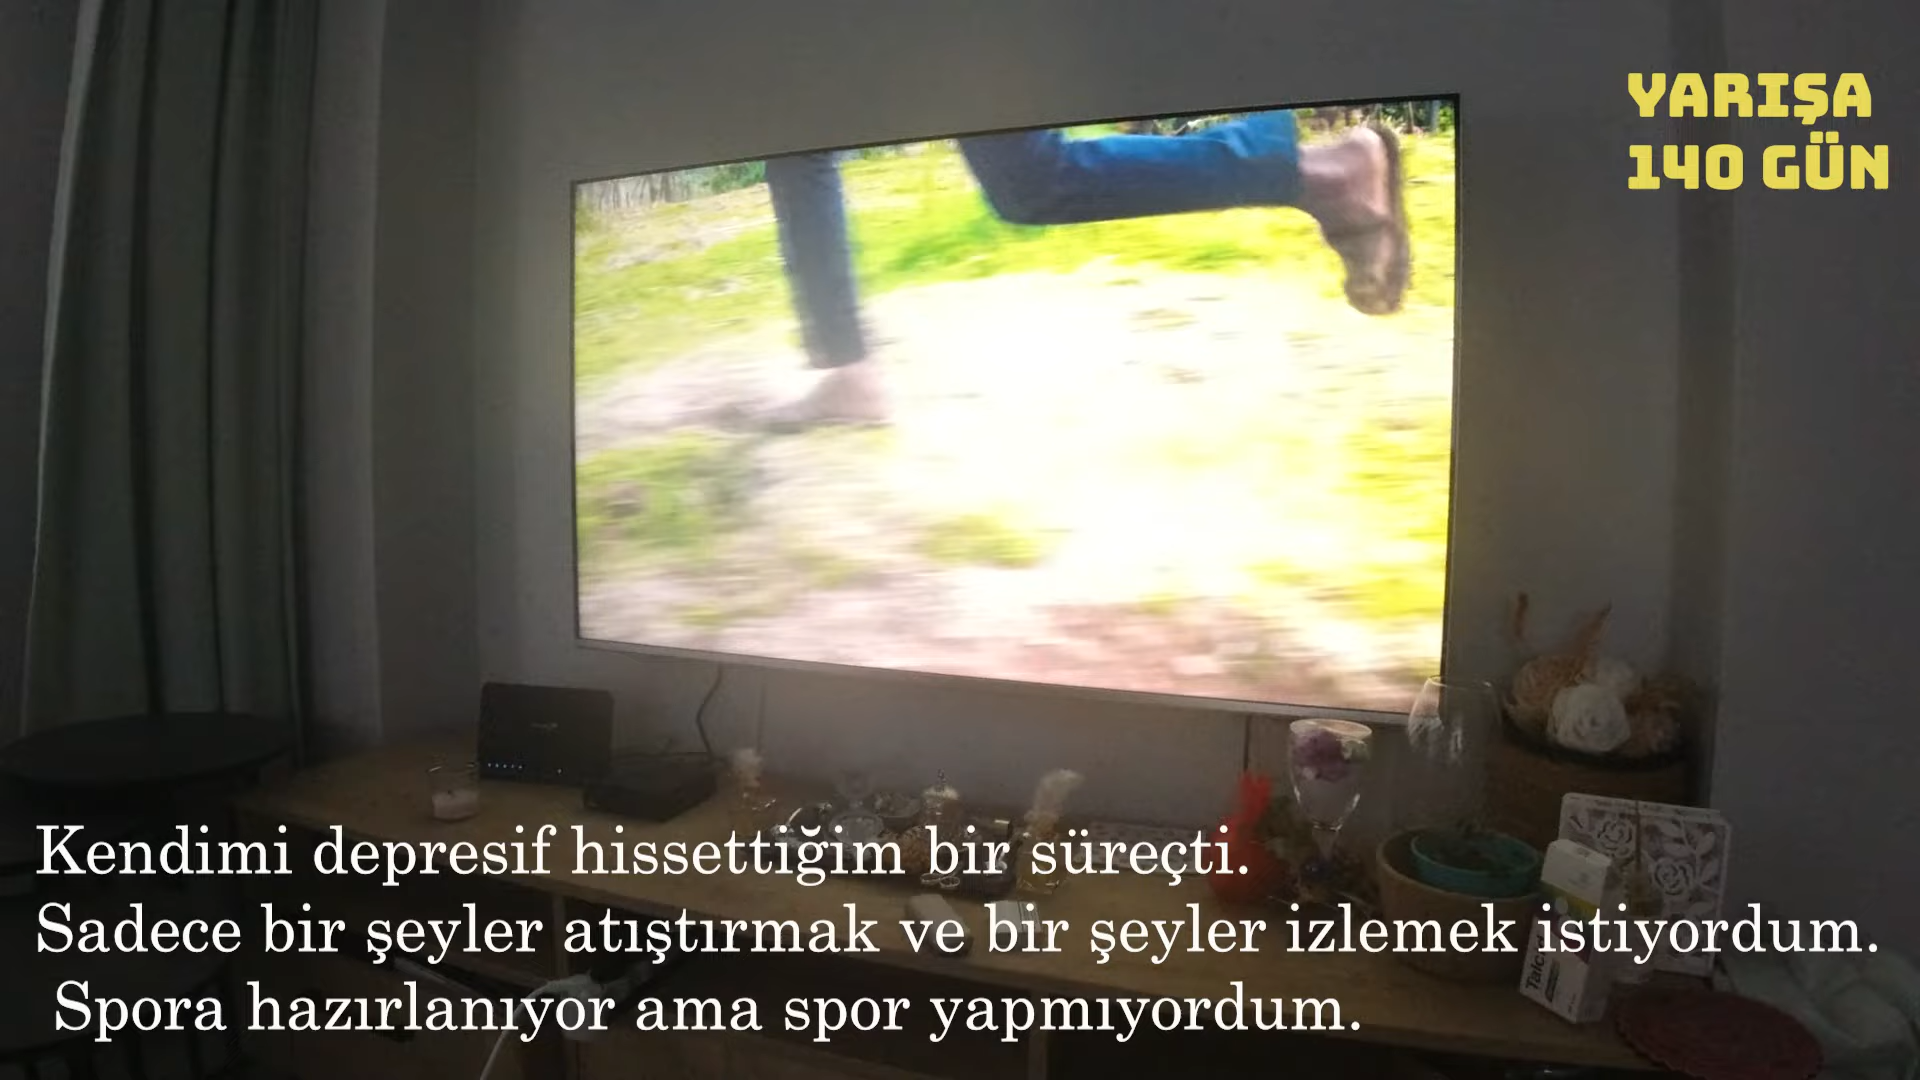 YARIŞA
140 GÜN
Kendimi depresif hissettiğim bir süreçti.
Sadece bir şeyler atıştırmak ve bir şeyler izlemek istiyordum.
Spora hazırlanıyor ama spor yapmıyordum.